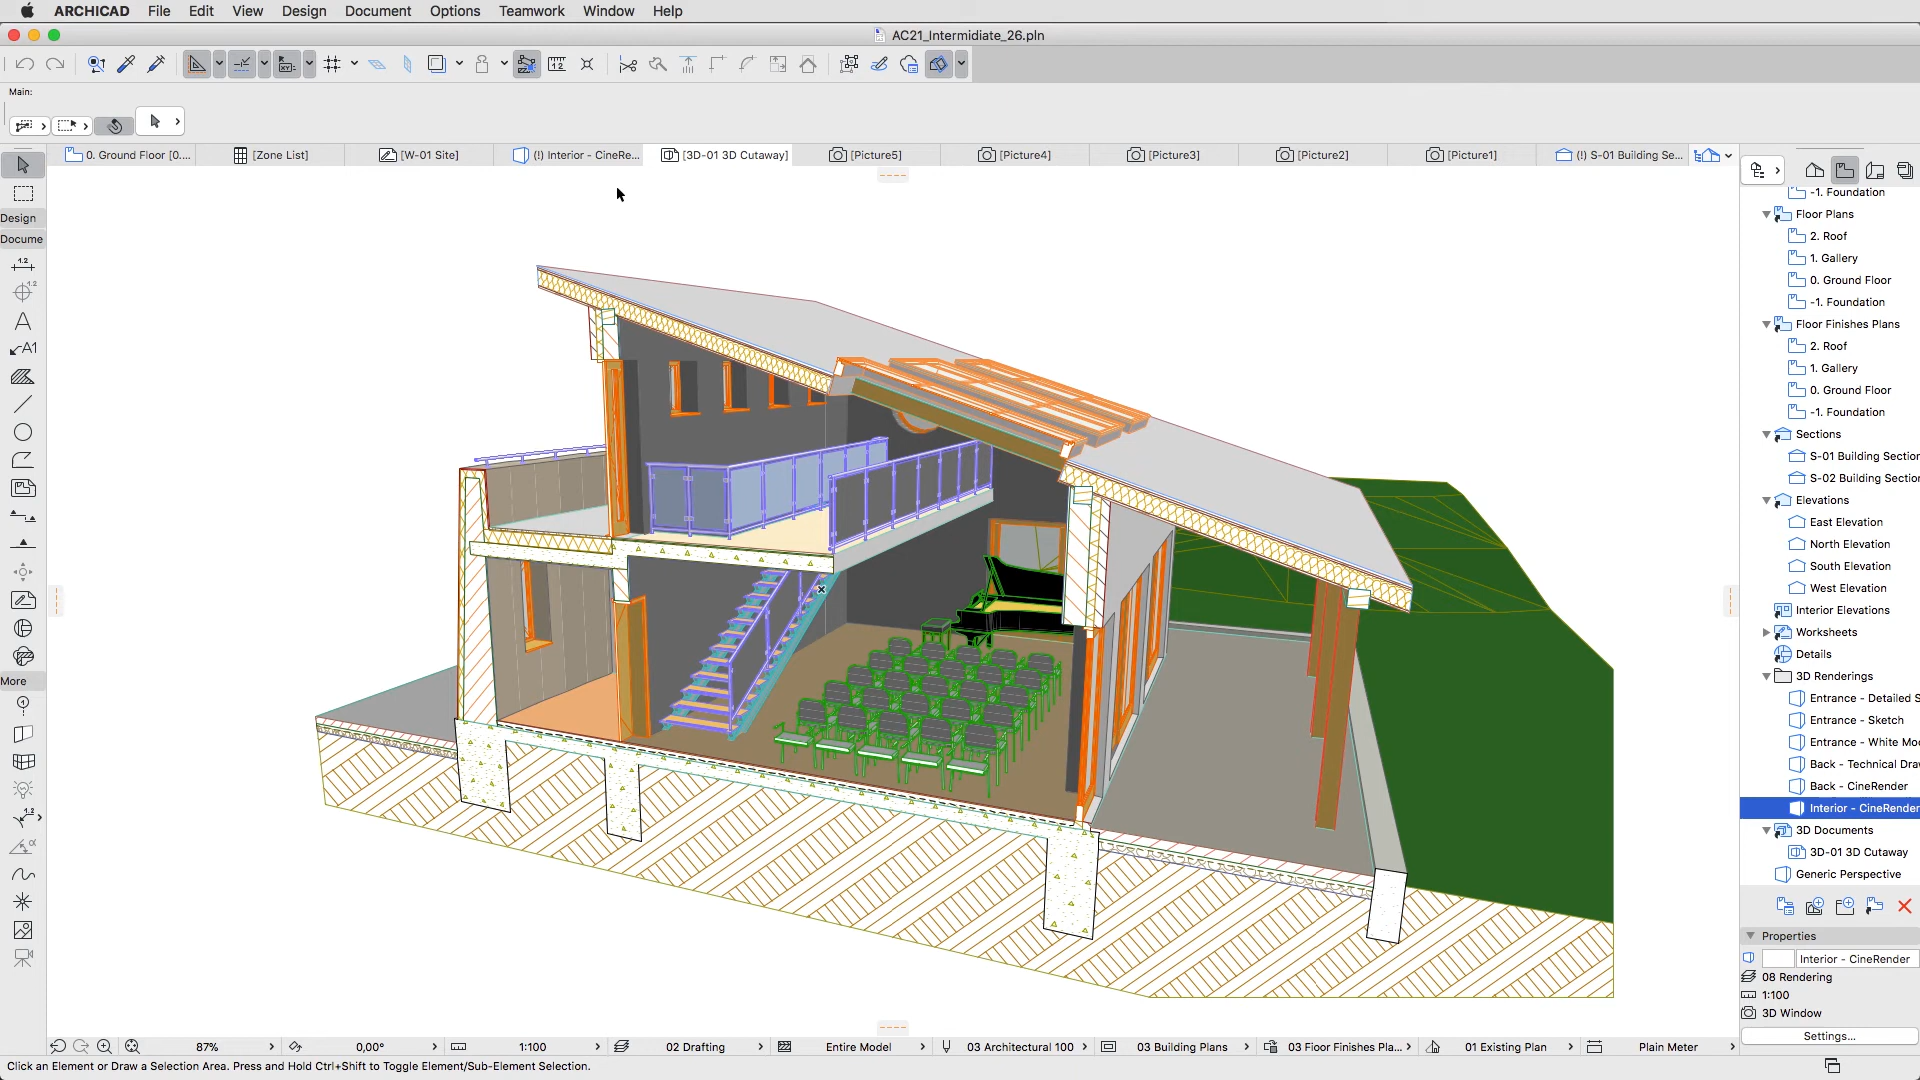 ARCHICAD File Edit View Design Document Options Teamwork Window Help
AC21_Intermidiate_26.pln
Main:
0. Ground Floor [0....
[Zone List]
[W-01 Site]
(!) Interior - CineRe...
[3D-01 3D Cutaway]
[Picture5]
[Picture4]
[Picture3]
[Picture2]
[Picture1]
(!) S-01 Building Se...
Design
Docume
More
-1. Foundation
Floor Plans
2. Roof
1. Gallery
0. Ground Floor
-1. Foundation
Floor Finishes Plans
2. Roof
1. Gallery
0. Ground Floor
-1. Foundation
Sections
S-01 Building Section
S-02 Building Section
Elevations
East Elevation
North Elevation
South Elevation
West Elevation
Interior Elevations
Worksheets
Details
3D Renderings
Entrance - Detailed S
Entrance - Sketch
Entrance - White Mo
Back - Technical Draw
Back - CineRender
Interior - CineRender
3D Documents
3D-01 3D Cutaway
Generic Perspective
Properties
Interior - CineRender
08 Rendering
1:100
3D Window
Settings...
87%
0,00°
1:100
02 Drafting
Entire Model
03 Architectural 100
03 Building Plans
03 Floor Finishes Pla...
01 Existing Plan
Plain Meter
Click an Element or Draw a Selection Area. Press and Hold Ctrl+Shift to Toggle Element/Sub-Element Selection.